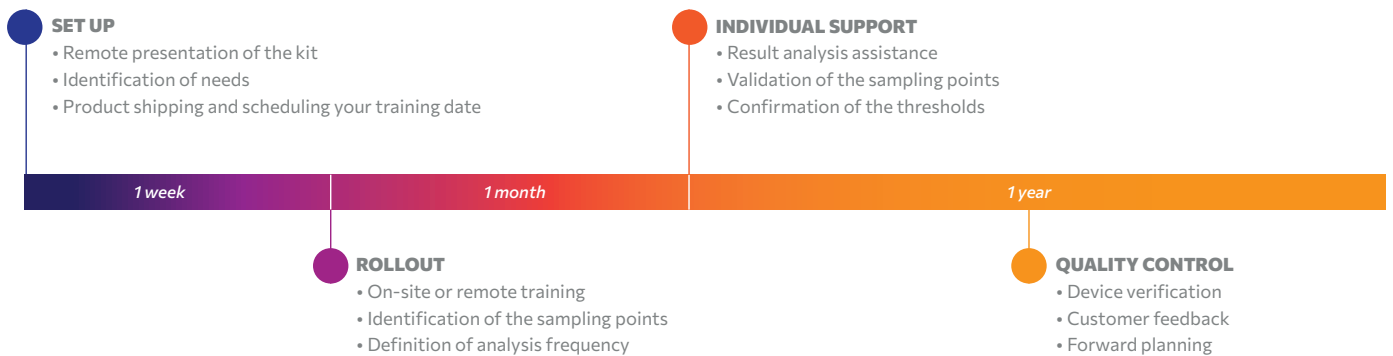 SET UP
• Remote presentation of the kit
• Identification of needs
• Product shipping and scheduling your training date
INDIVIDUAL SUPPORT
• Result analysis assistance
• Validation of the sampling points
• Confirmation of the thresholds
1 week
1 month
1 year
ROLLOUT
• On-site or remote training
• Identification of the sampling points
• Definition of analysis frequency
QUALITY CONTROL
• Device verification
• Customer feedback
• Forward planning